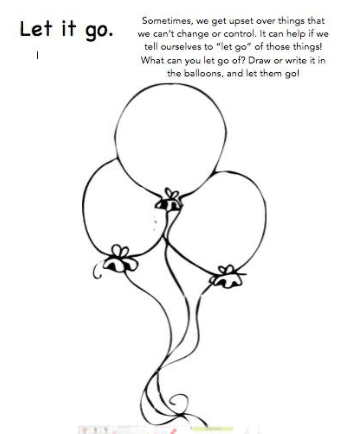 Let it go.
Sometimes, we get upset over things that
we can't change or control. It can help if we
tell ourselves to "let go" of those things!
What can you let go of? Draw or write it in
the balloons, and let them go!